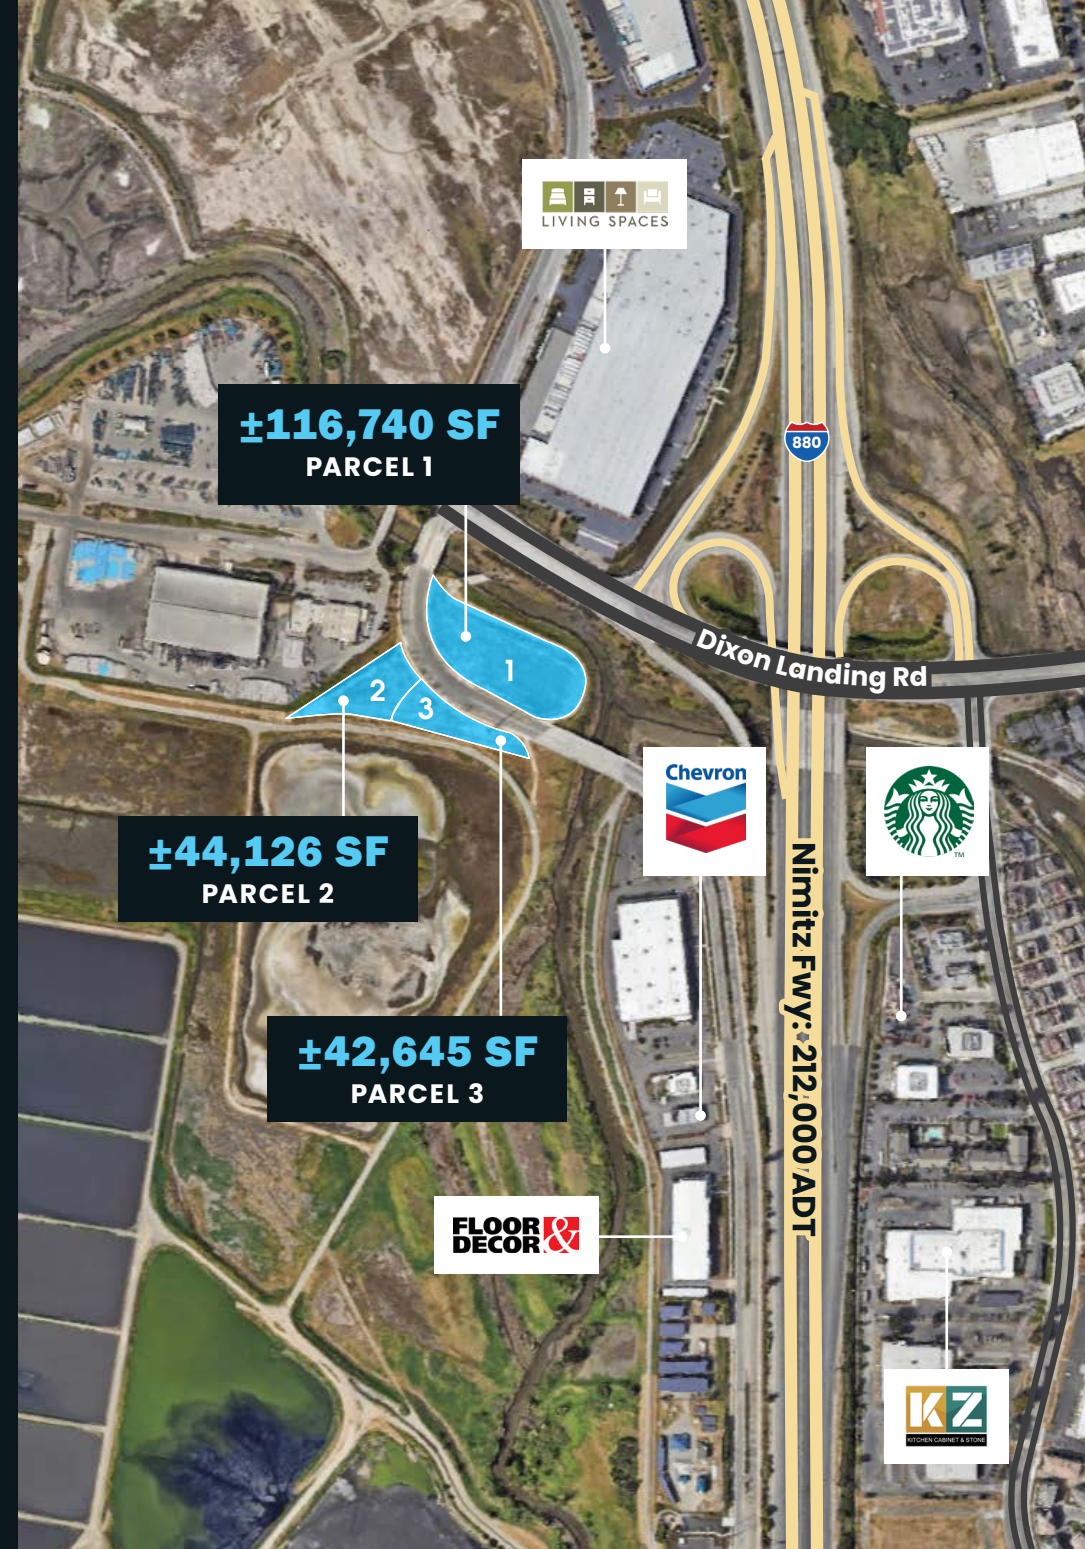 LIVING SPACES
±116,740 SF
PARCEL 1
880
1
2
3
Dixon Landing Rd
Chevron
TM
±44,126 SF
PARCEL 2
Nimitz Fwy: 212,000 ADT
±42,645 SF
PARCEL 3
FLOOR &
DECOR
KZ
KITCHEN CABINET & STONE